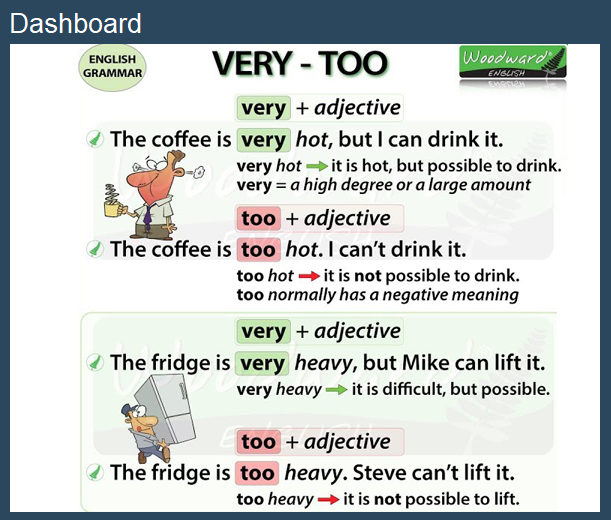 Dashboard
ENGLISH
GRAMMAR
VERY - TOO
Woodward
ENGLISH
very + adjective
The coffee is very hot, but I can drink it.
very hot → it is hot, but possible to drink.
very = a high degree or a large amount
too + adjective
The coffee is too hot. I can't drink it.
too hot → it is not possible to drink.
too normally has a negative meaning
very + adjective
The fridge is very heavy, but Mike can lift it.
very heavy → it is difficult, but possible.
too + adjective
The fridge is too heavy. Steve can't lift it.
too heavy → it is not possible to lift.